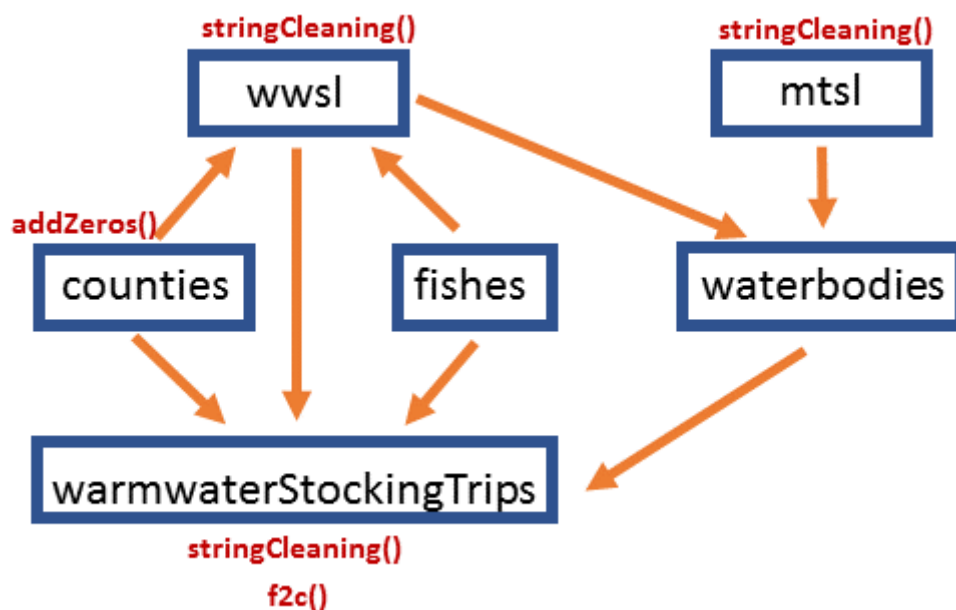 stringCleaning()
stringCleaning()
wwsl
mtsl
addZeros()
counties
fishes
waterbodies
warmwaterStockingTrips
stringCleaning()
f2c()